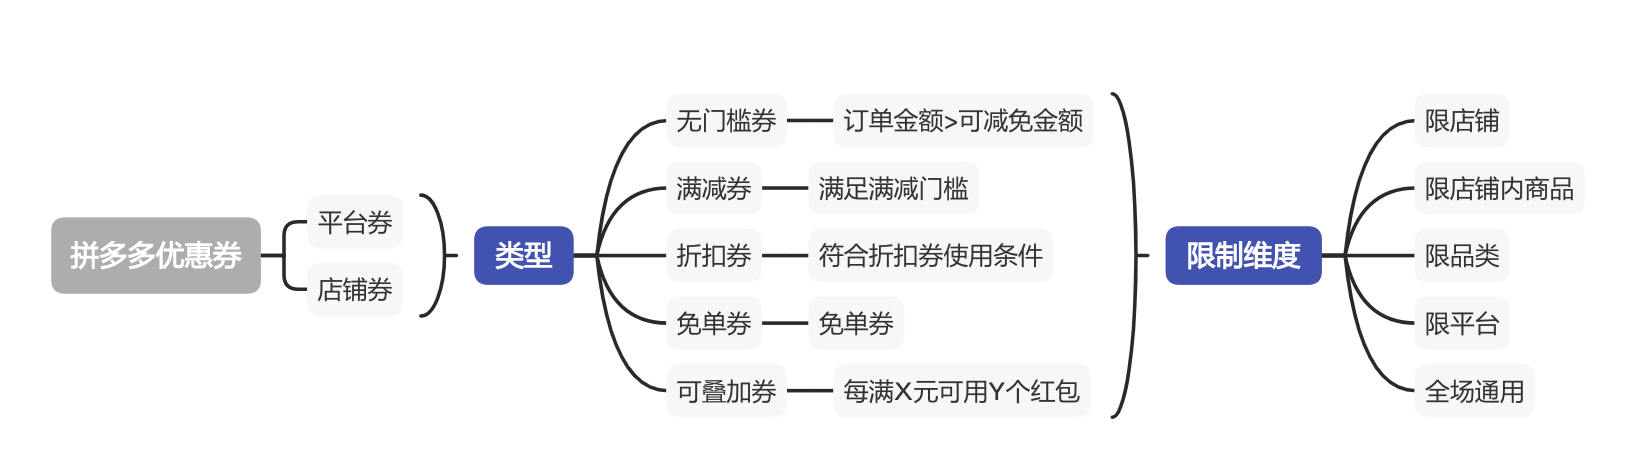 拼多多优惠券
平台券
店铺券
类型
无门槛券
订单金额>可减免金额
满减券
满足满减门槛
折扣券
符合折扣券使用条件
免单券
免单券
可叠加券
每满X元可用Y个红包
限制维度
限店铺
限店铺内商品
限品类
限平台
全场通用